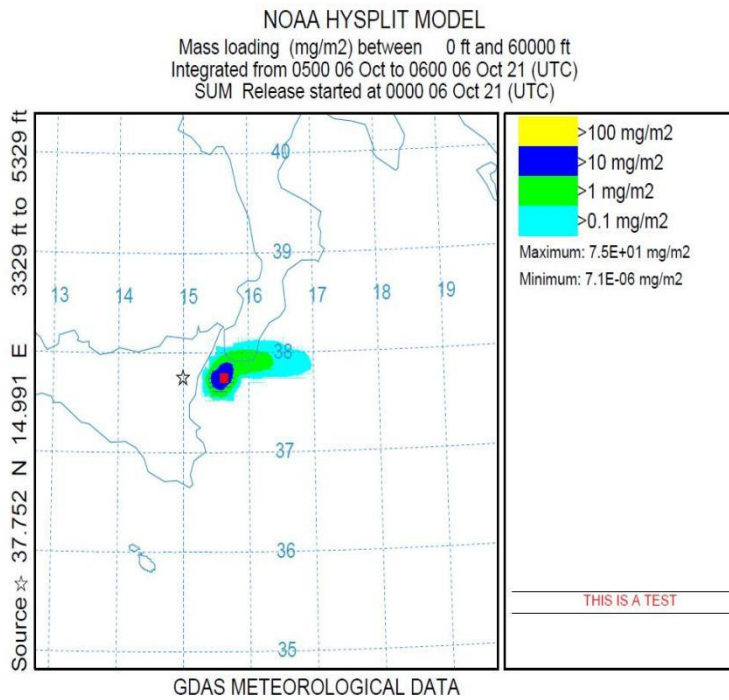 NOAA HYSPLIT MODEL
Mass loading (mg/m2) between 0 ft and 60000 ft
Integrated from 0500 06 Oct to 0600 06 Oct 21 (UTC)
SUM Release started at 0000 06 Oct 21 (UTC)
Source ☆ 37.752 N 14.991 E 3329 ft to 5329 ft
40
39
13 14 15 16 17 18 19
38
37
36
35
>100 mg/m2
>10 mg/m2
>1 mg/m2
>0.1 mg/m2
Maximum: 7.5E+01 mg/m2
Minimum: 7.1E-06 mg/m2
THIS IS A TEST
GDAS METEOROLOGICAL DATA